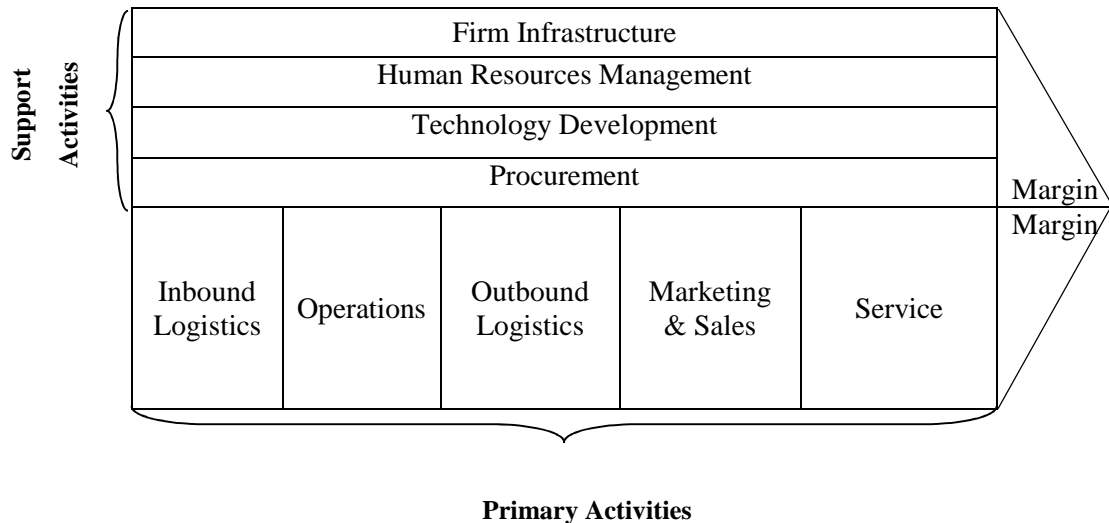 Support
Activities
Firm Infrastructure
Human Resources Management
Technology Development
Procurement
Margin
Margin
Inbound
Logistics
Operations
Outbound
Logistics
Marketing
& Sales
Service
Primary Activities